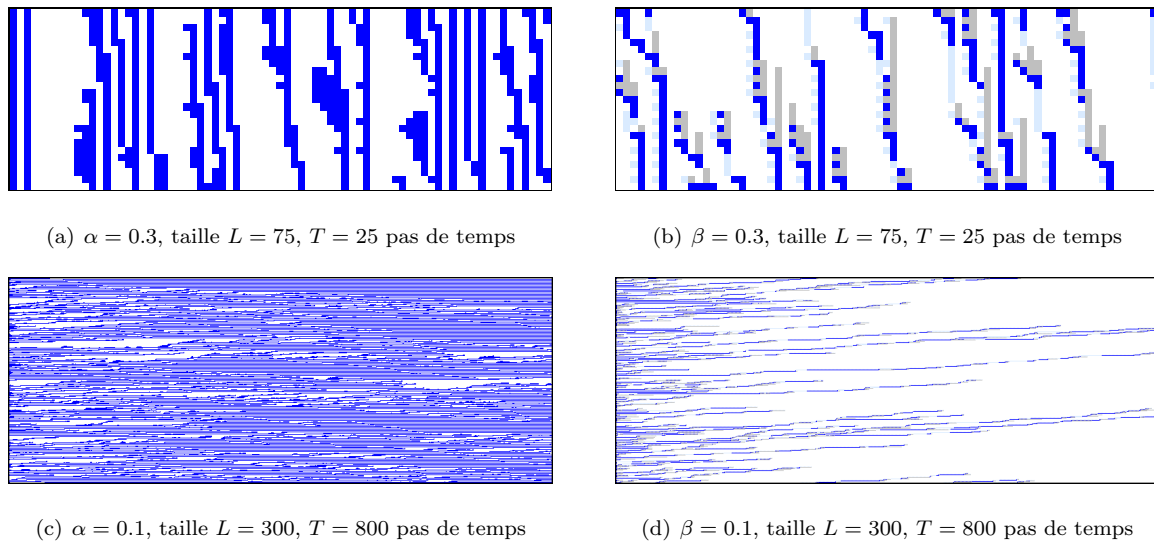 (a) α = 0.3, taille L = 75, T = 25 pas de temps
(b) β = 0.3, taille L = 75, T = 25 pas de temps
(c) α = 0.1, taille L = 300, T = 800 pas de temps
(d) β = 0.1, taille L = 300, T = 800 pas de temps